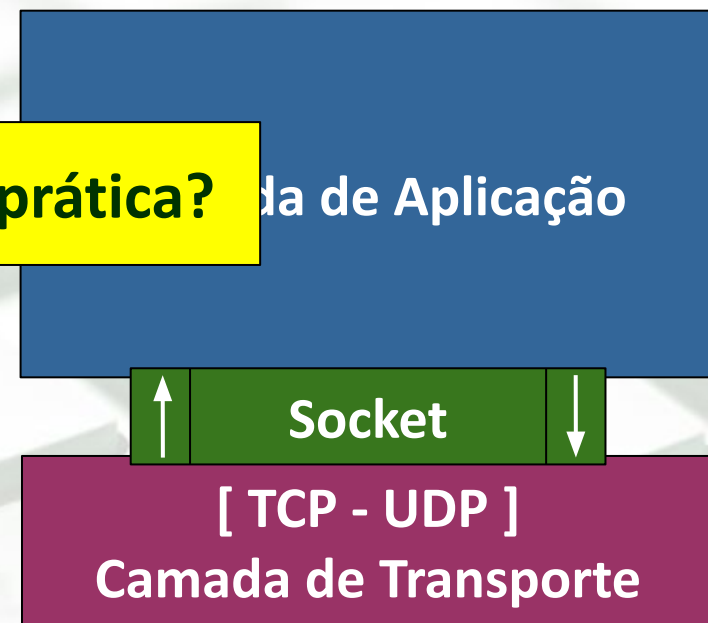 prática?
da de Aplicação
Socket
[ TCP - UDP ]
Camada de Transporte